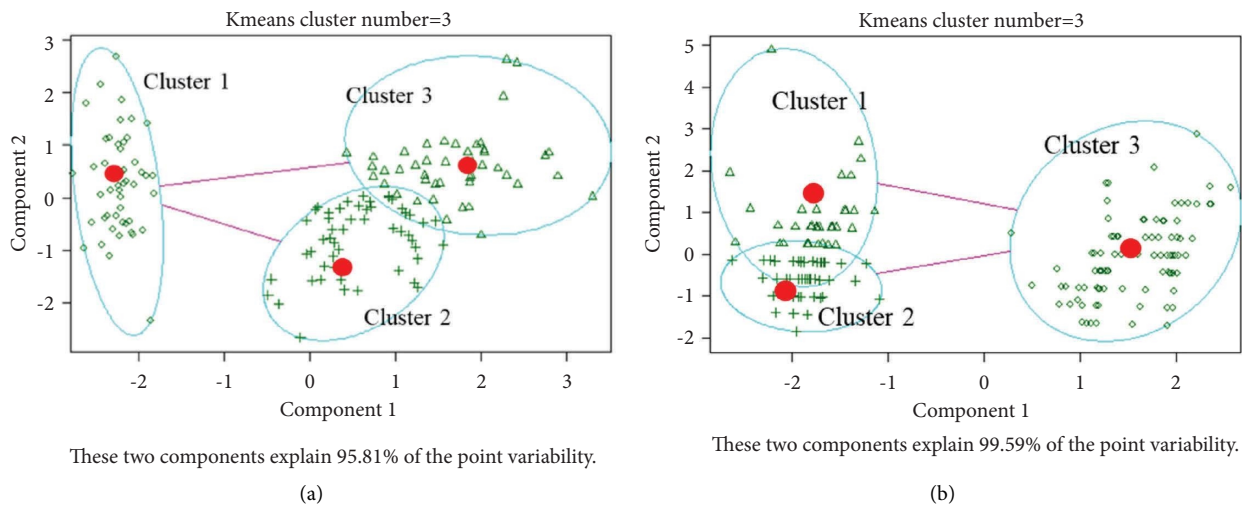 Kmeans cluster number=3
3
2
1
0
-1
-2
Component 2
Cluster 1
Cluster 3
Cluster 2
-2 -1 0 1 2 3
Component 1
These two components explain 95.81% of the point variability.
(a)
Kmeans cluster number=3
5
4
3
2
1
0
-1
-2
Component 2
Cluster 1
Cluster 3
Cluster 2
-2 -1 0 1 2
Component 1
These two components explain 99.59% of the point variability.
(b)